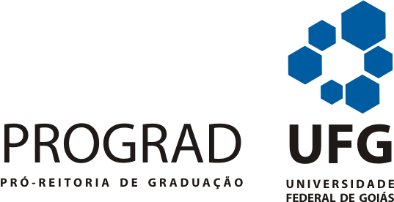 PROGRAD
PRÓ-REITORIA DE GRADUAÇÃO
UFG
UNIVERSIDADE
FEDERAL DE GOIÁS